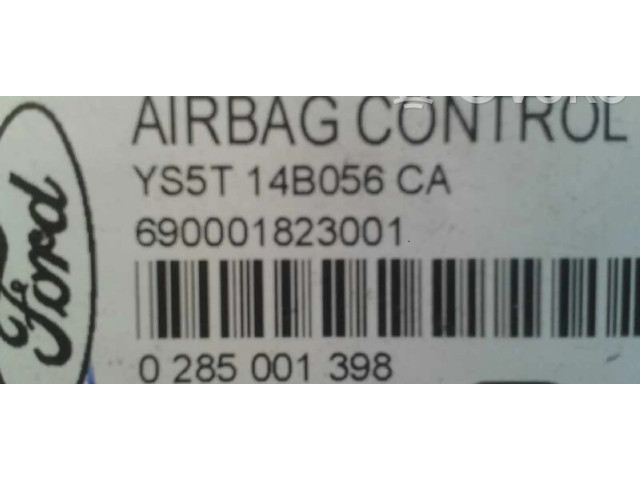 AIRBAG CONTROL
YS5T 14B056 CA
690001823001
0 285 001 398
Ford